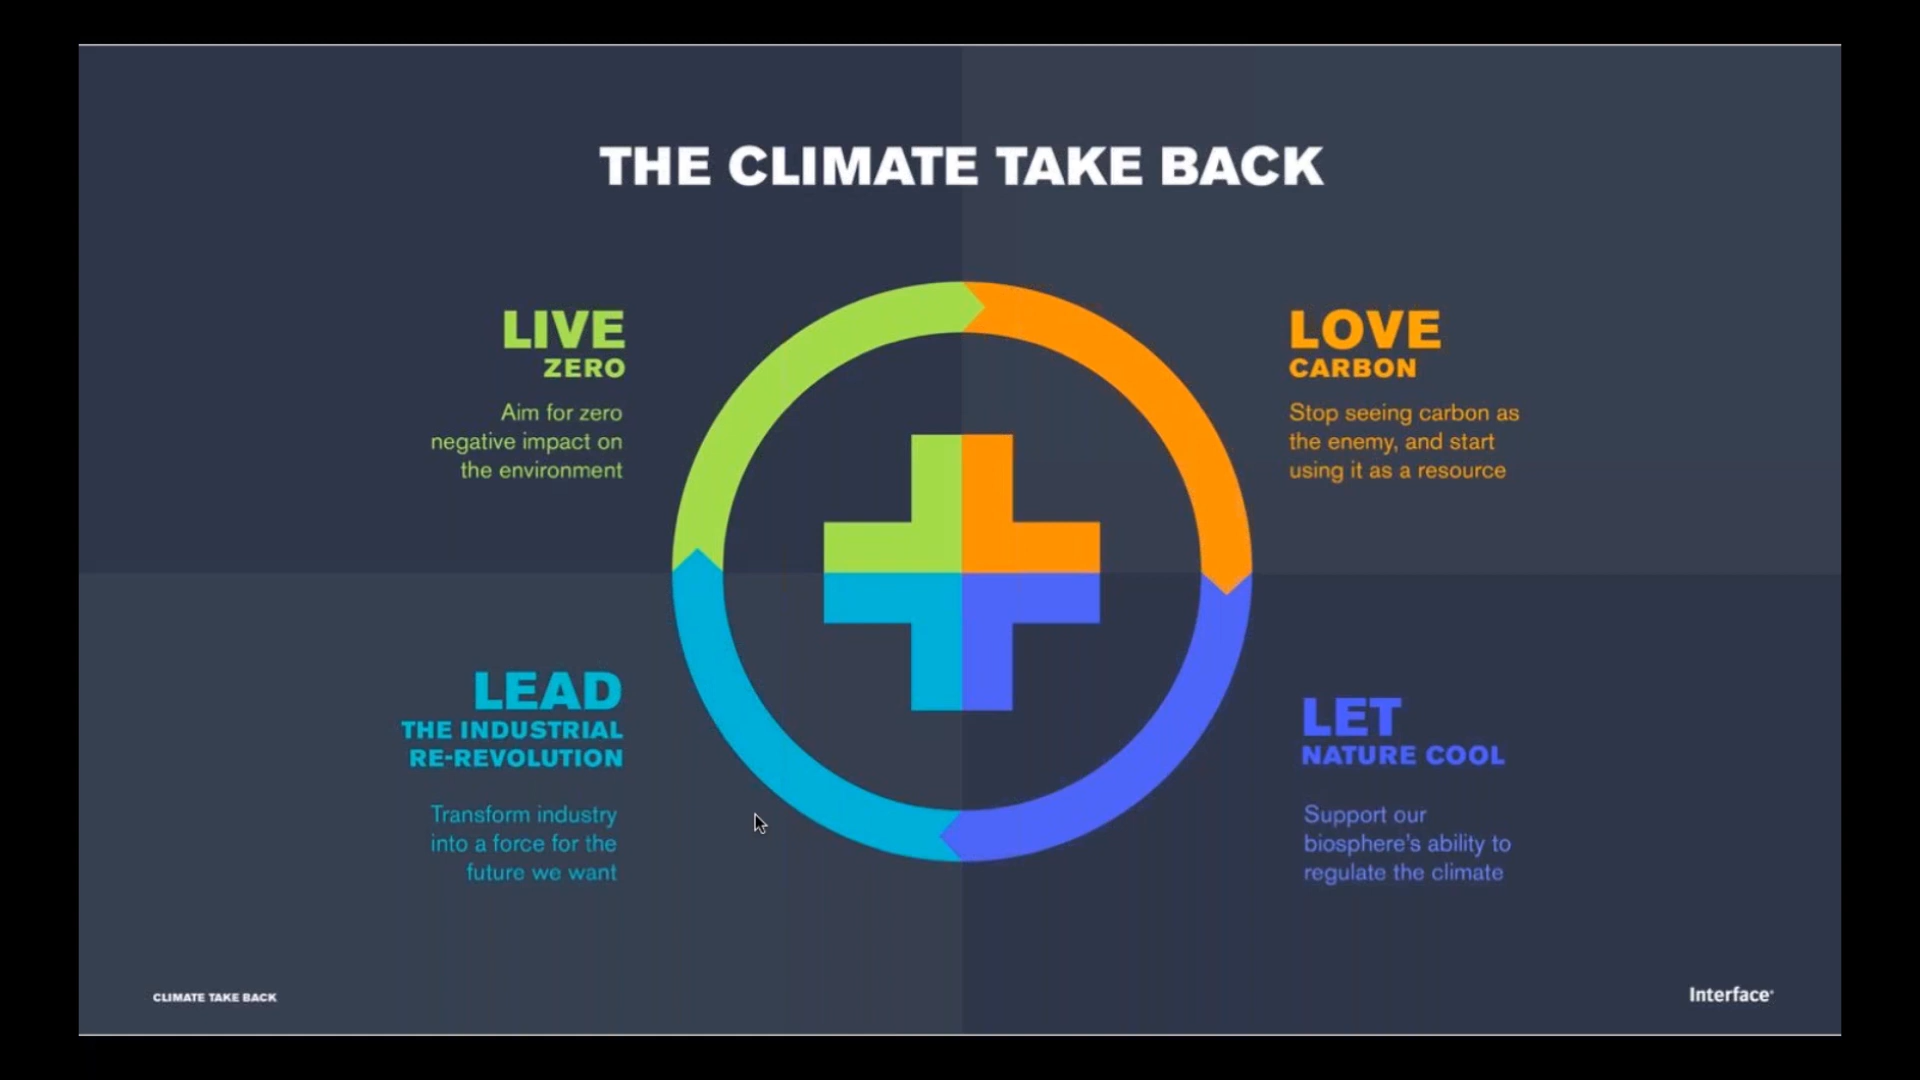 THE CLIMATE TAKE BACK
LIVE
ZERO
Aim for zero
negative impact on
the environment
LOVE
CARBON
Stop seeing carbon as
the enemy, and start
using it as a resource
LEAD
THE INDUSTRIAL
RE-REVOLUTION
Transform industry
into a force for the
future we want
LET
NATURE COOL
Support our
biosphere's ability to
regulate the climate
CLIMATE TAKE BACK
Interface